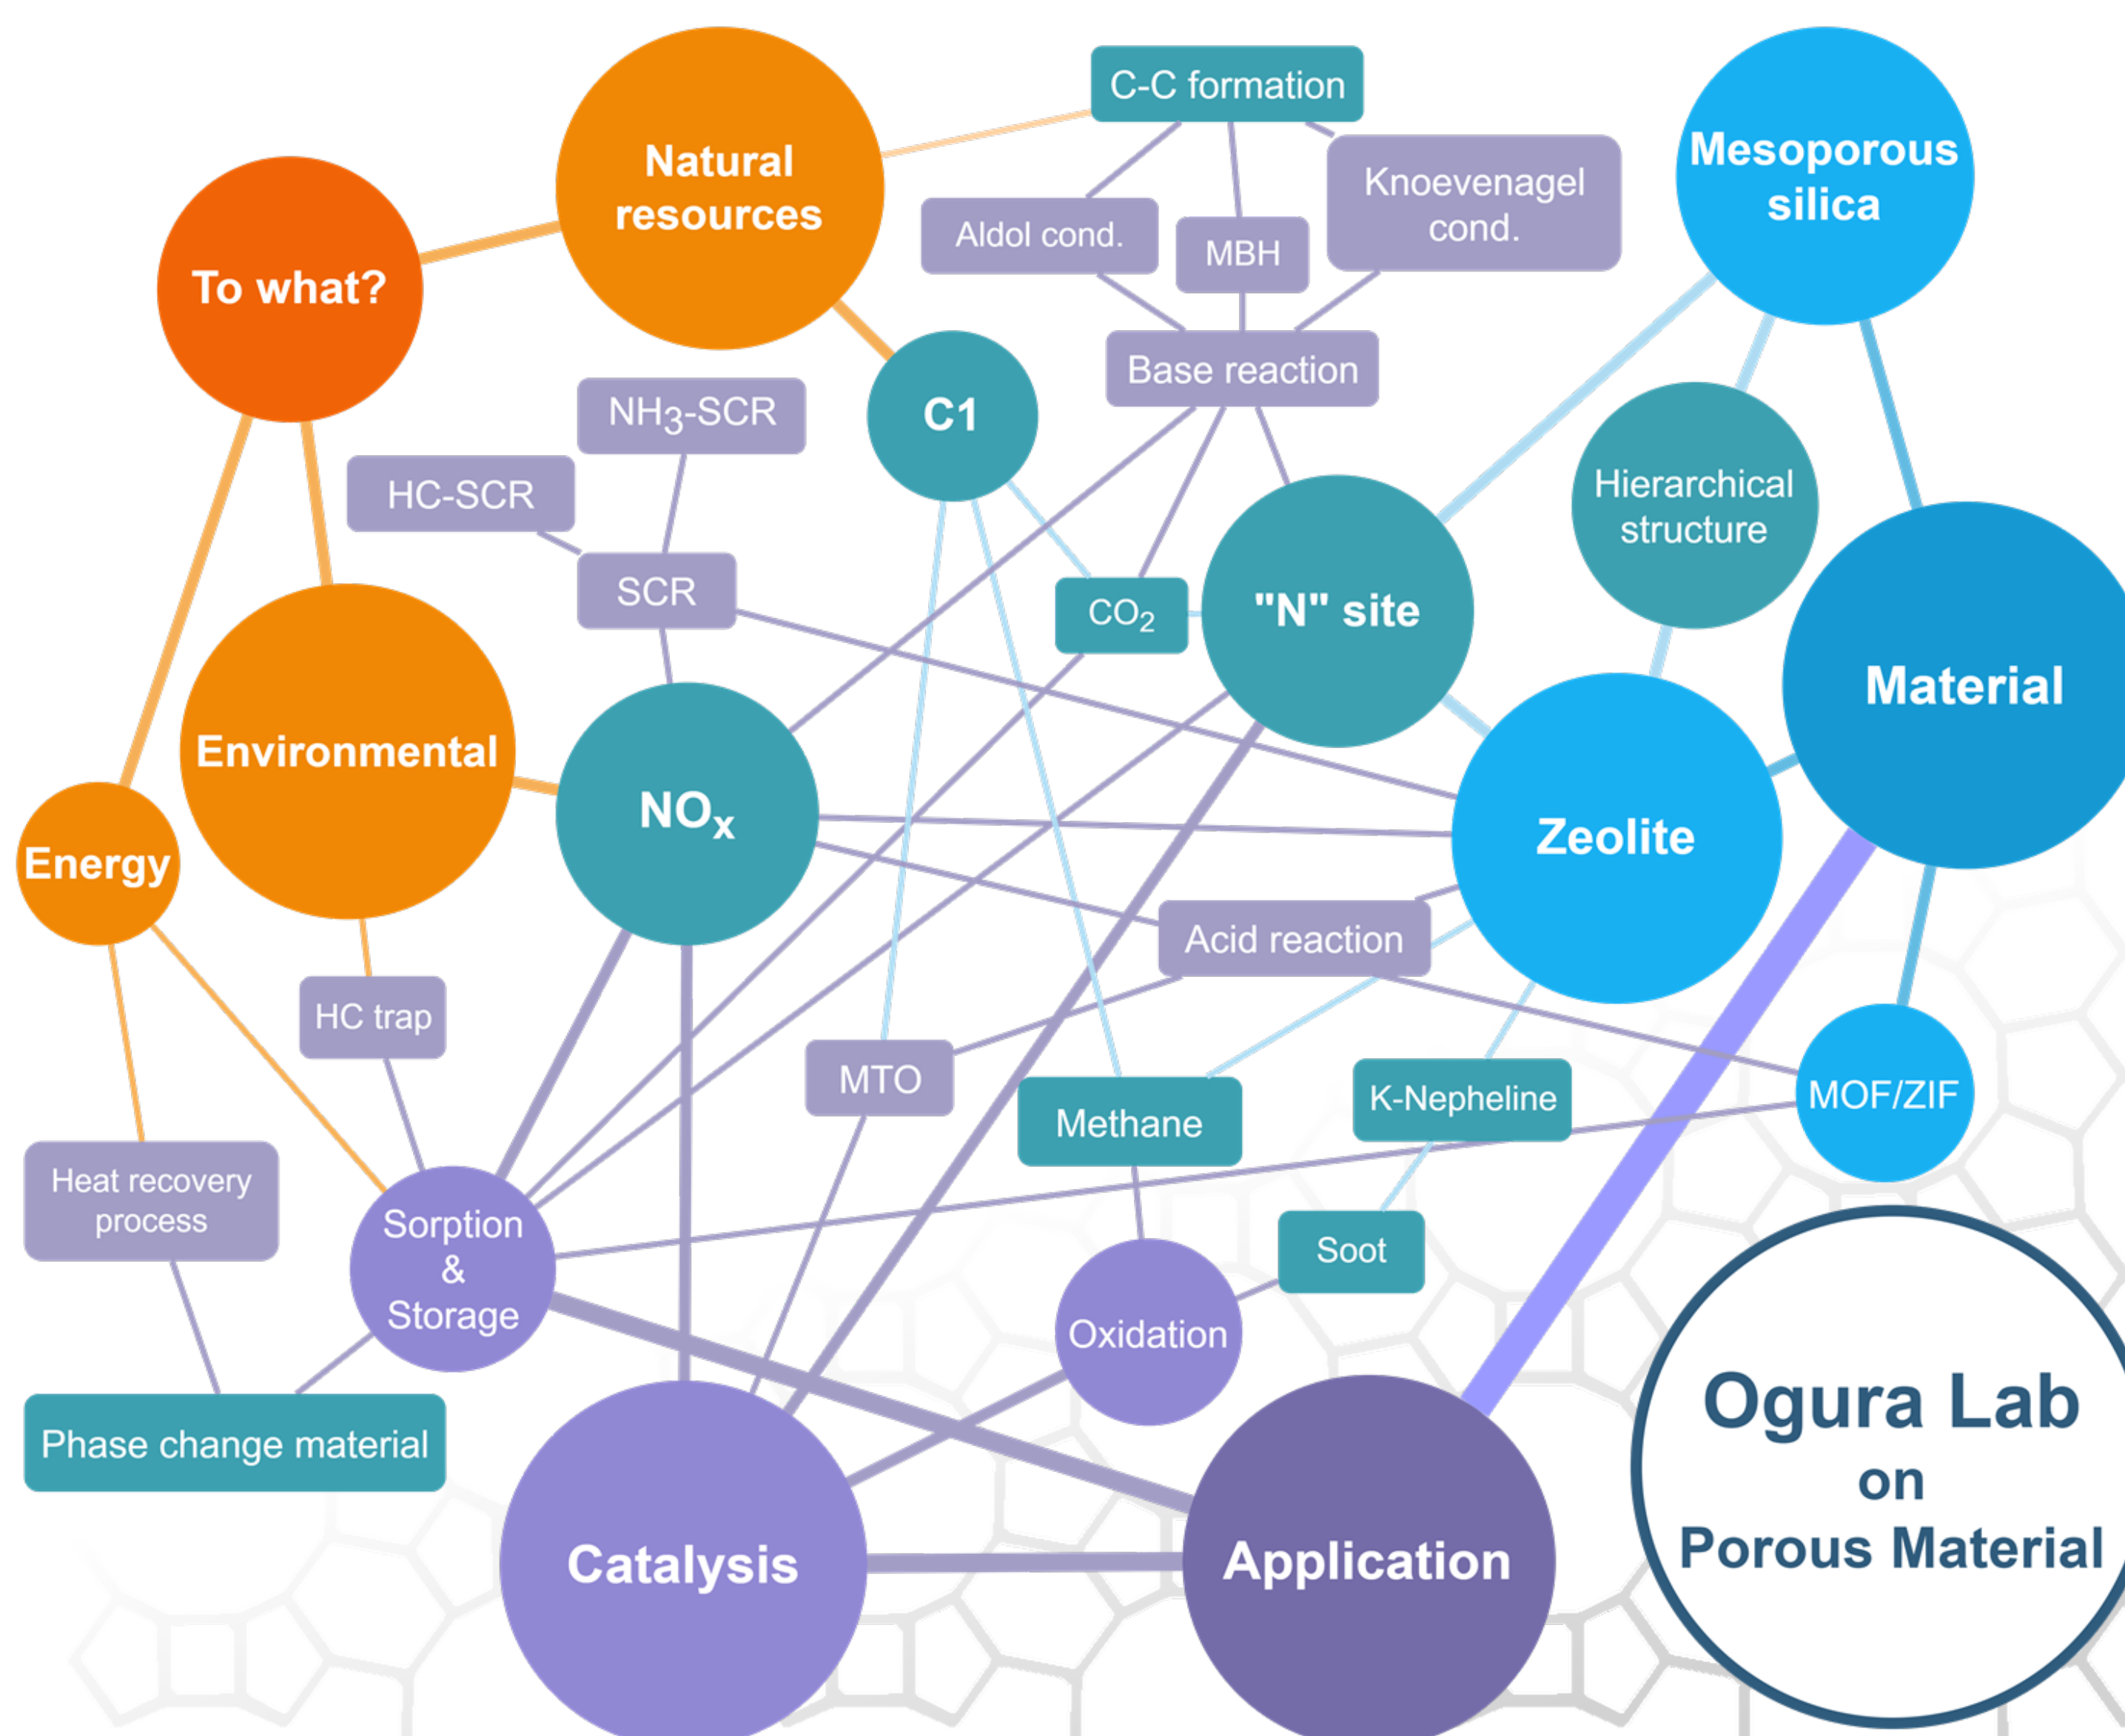 C-C formation
Natural
resources
Mesoporous
silica
Knoevenagel
cond.
Aldol cond.
MBH
To what?
Base reaction
NH₃-SCR
C1
HC-SCR
Hierarchical
structure
SCR
CO₂
"N" site
Material
Environmental
NOₓ
Zeolite
Energy
Acid reaction
HC trap
MTO
Methane
K-Nepheline
MOF/ZIF
Heat recovery
process
Sorption
&
Storage
Soot
Oxidation
Phase change material
Ogura Lab
on
Porous Material
Catalysis
Application